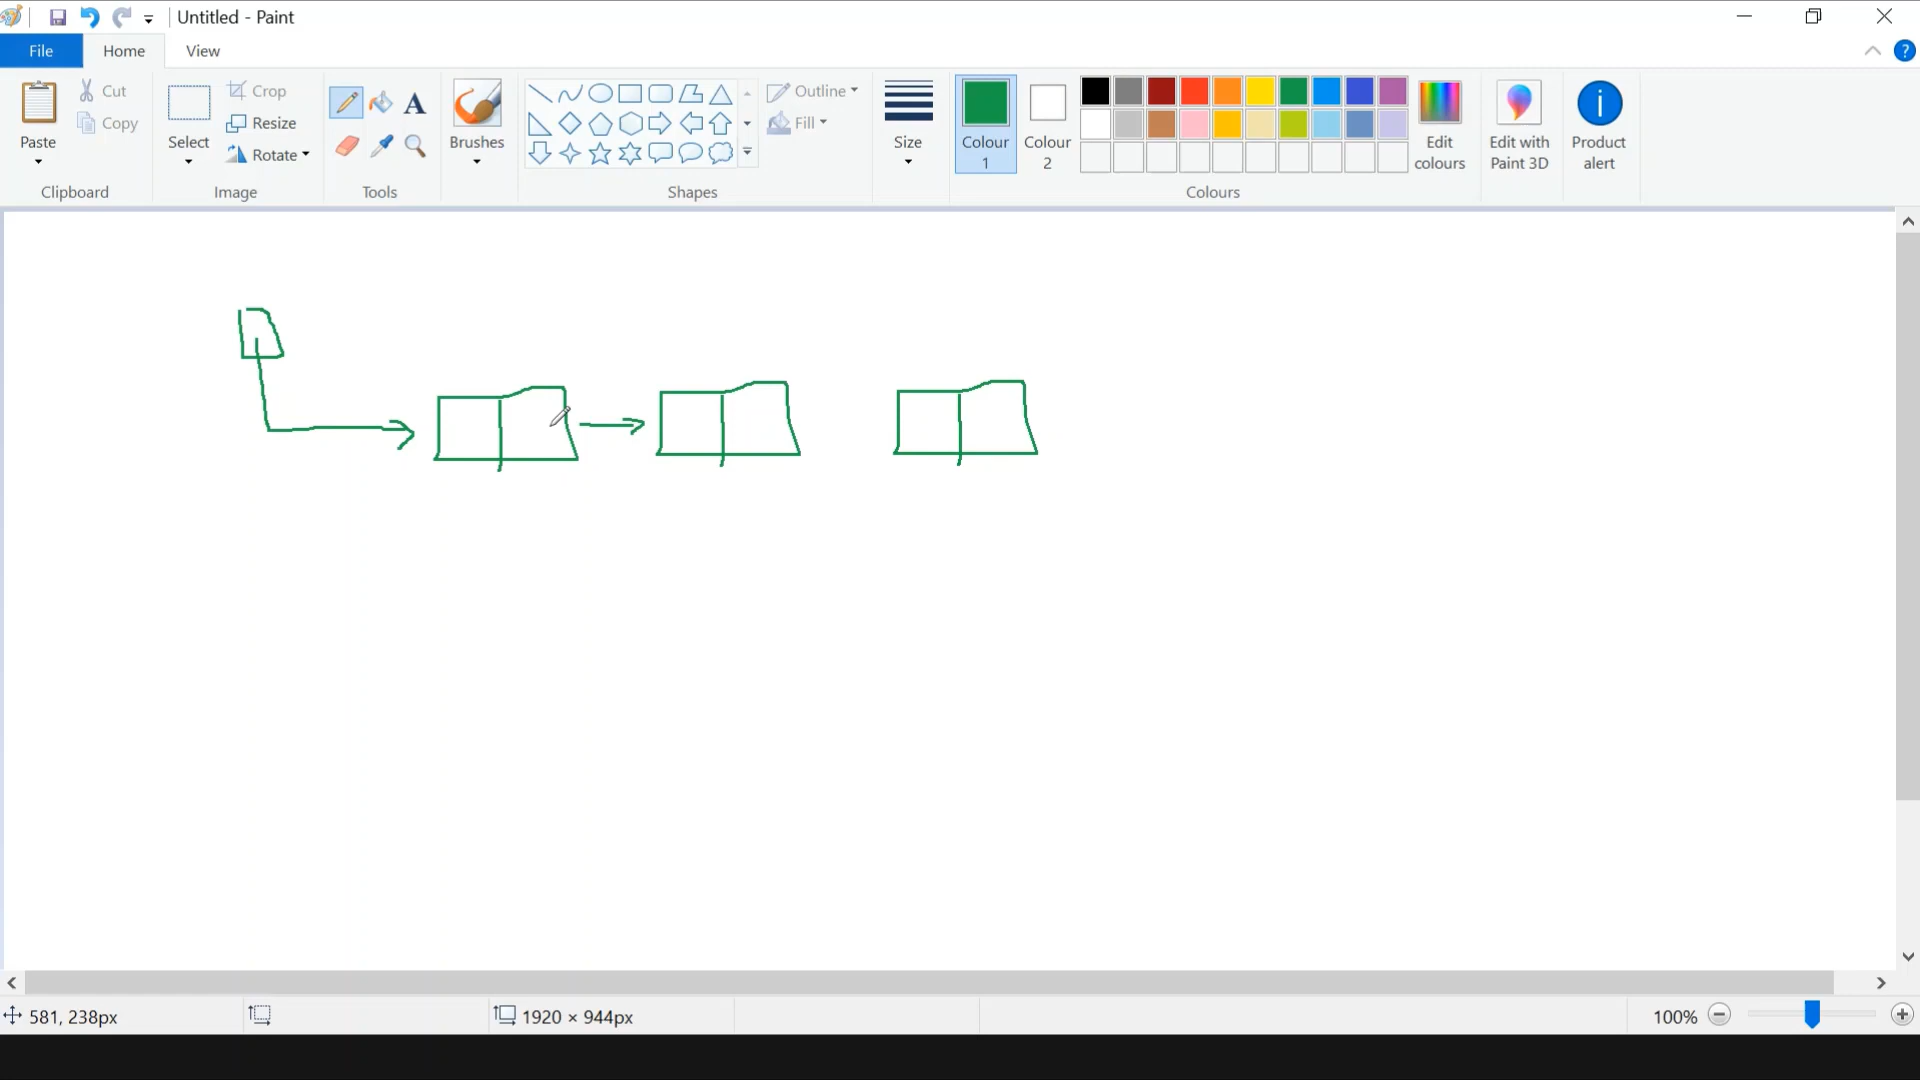 Untitled - Paint
File Home View
Paste
Cut
Copy
Clipboard
Select
Crop
Resize
Rotate
Image
A
Tools
Brushes
Outline
Fill
Shapes
Size
Colour 1
Colour 2
Colours
Edit colours
Edit with Paint 3D
Product alert
581, 238px
1920 × 944px
100%